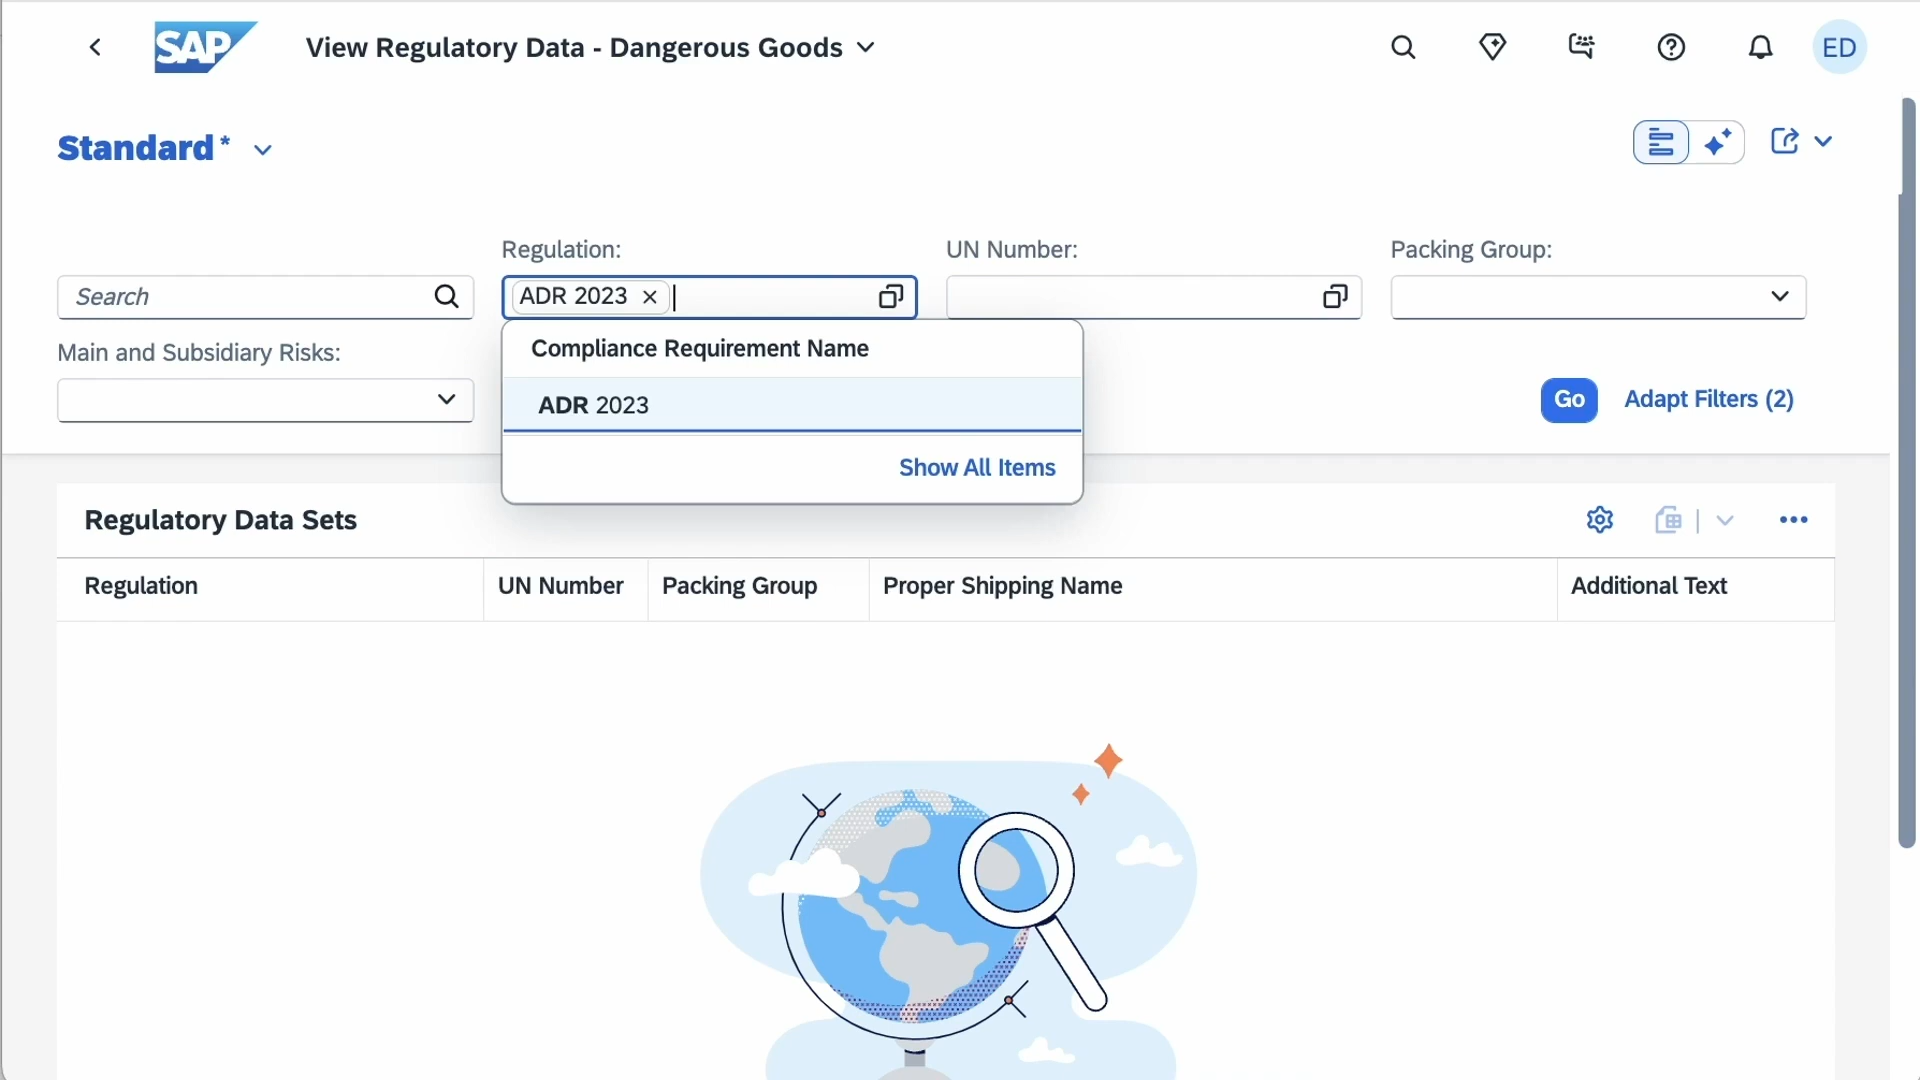 SAP
View Regulatory Data - Dangerous Goods
ED
Standard*
Regulation:
UN Number:
Packing Group:
Search
ADR 2023
Main and Subsidiary Risks:
Compliance Requirement Name
ADR 2023
Show All Items
Go
Adapt Filters (2)
Regulatory Data Sets
Regulation
UN Number
Packing Group
Proper Shipping Name
Additional Text